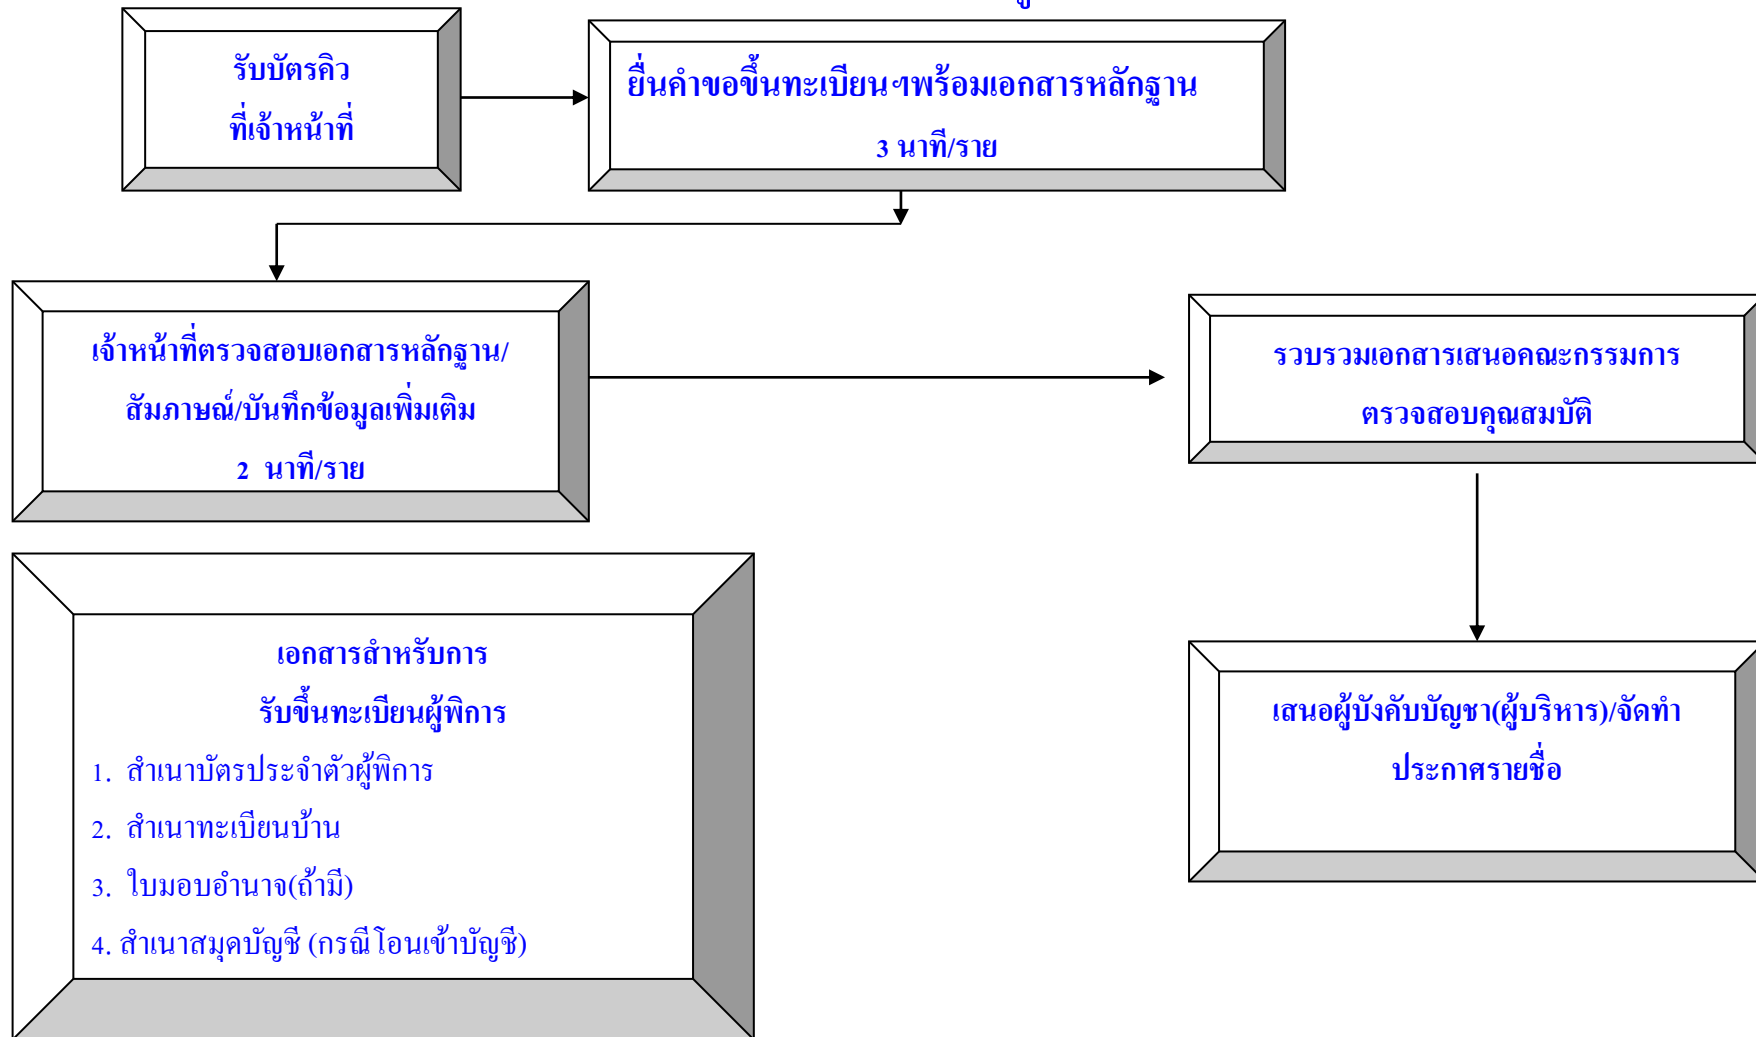 รับบัตรคิว
ที่เจ้าหน้าที่
ยื่นคำขอขึ้นทะเบียนฯพร้อมเอกสารหลักฐาน
3 นาที/ราย
เจ้าหน้าที่ตรวจสอบเอกสารหลักฐาน/
สัมภาษณ์/บันทึกข้อมูลเพิ่มเติม
2 นาที/ราย
รวบรวมเอกสารเสนอคณะกรรมการ
ตรวจสอบคุณสมบัติ
เสนอผู้บังคับบัญชา(ผู้บริหาร)/จัดทำ
ประกาศรายชื่อ
เอกสารสำหรับการ
รับขึ้นทะเบียนผู้พิการ
1. สำเนาบัตรประจำตัวผู้พิการ
2. สำเนาทะเบียนบ้าน
3. ใบมอบอำนาจ(ถ้ามี)
4. สำเนาสมุดบัญชี (กรณีโอนเข้าบัญชี)